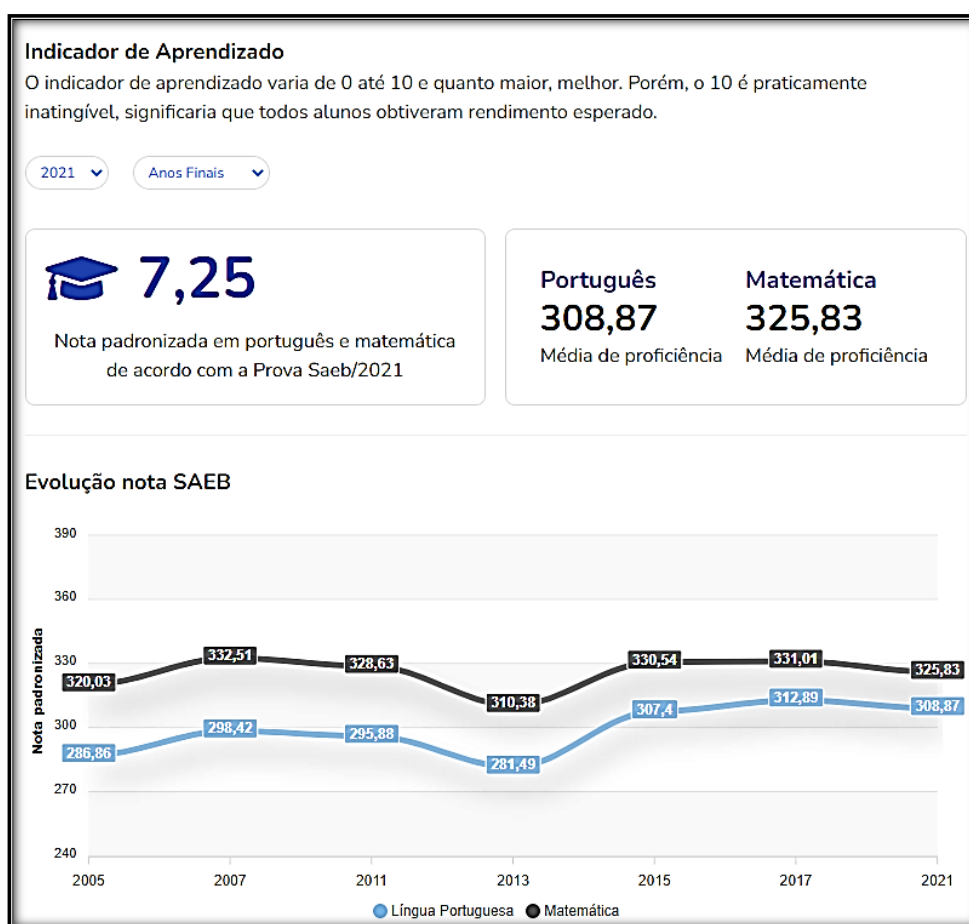 Indicador de Aprendizado
O indicador de aprendizado varia de 0 até 10 e quanto maior, melhor. Porém, o 10 é praticamente
inatingível, significaria que todos alunos obtiveram rendimento esperado.
2021
Anos Finais
7,25
Nota padronizada em português e matemática
de acordo com a Prova Saeb/2021
Português
308,87
Média de proficiência
Matemática
325,83
Média de proficiência
Evolução nota SAEB
Nota padronizada
390
360
330
300
270
240
320,03
332,51
328,63
310,38
330,54
331,01
325,83
286,86
298,42
295,88
281,49
307,4
312,89
308,87
2005
2007
2011
2013
2015
2017
2021
Língua Portuguesa
Matemática